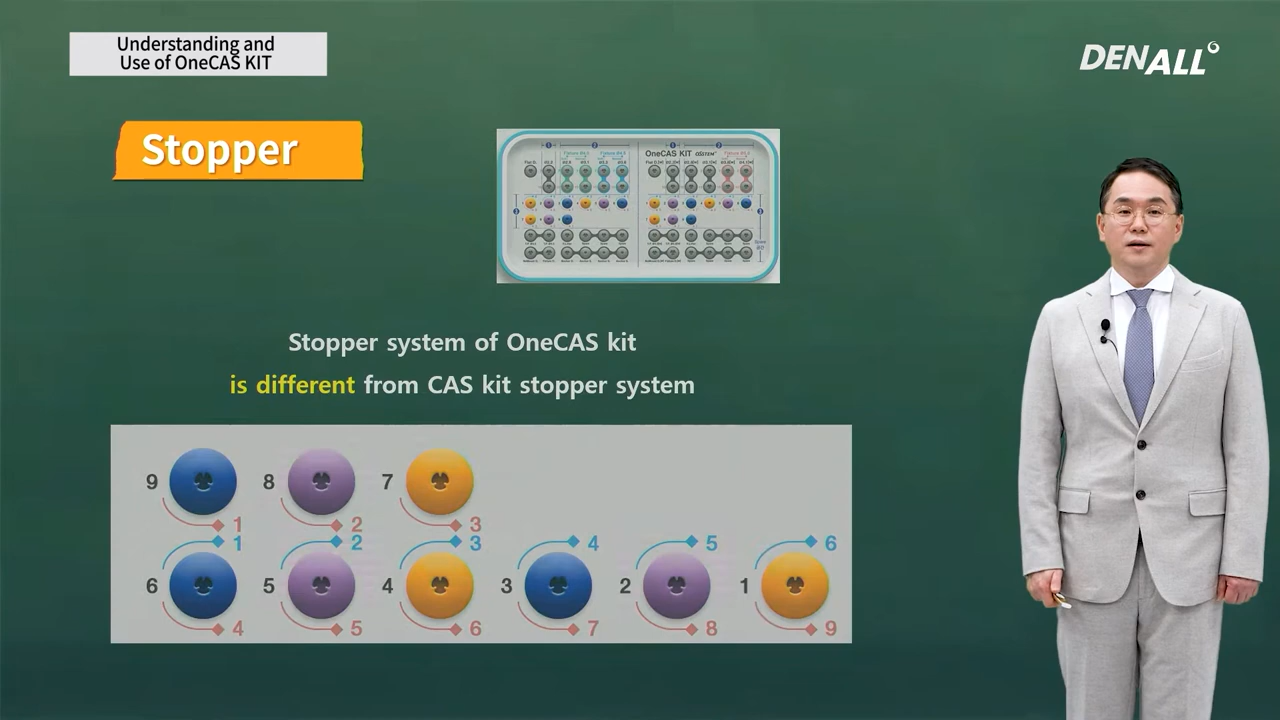 Understanding and
Use of OneCAS KIT
DENALL
Stopper
OneCAS KIT
Stopper system of OneCAS kit
is different from CAS kit stopper system
9 8 7
1 2 3
1 2 3 4 5 6
6 5 4 3 2 1
4 5 6 7 8 9